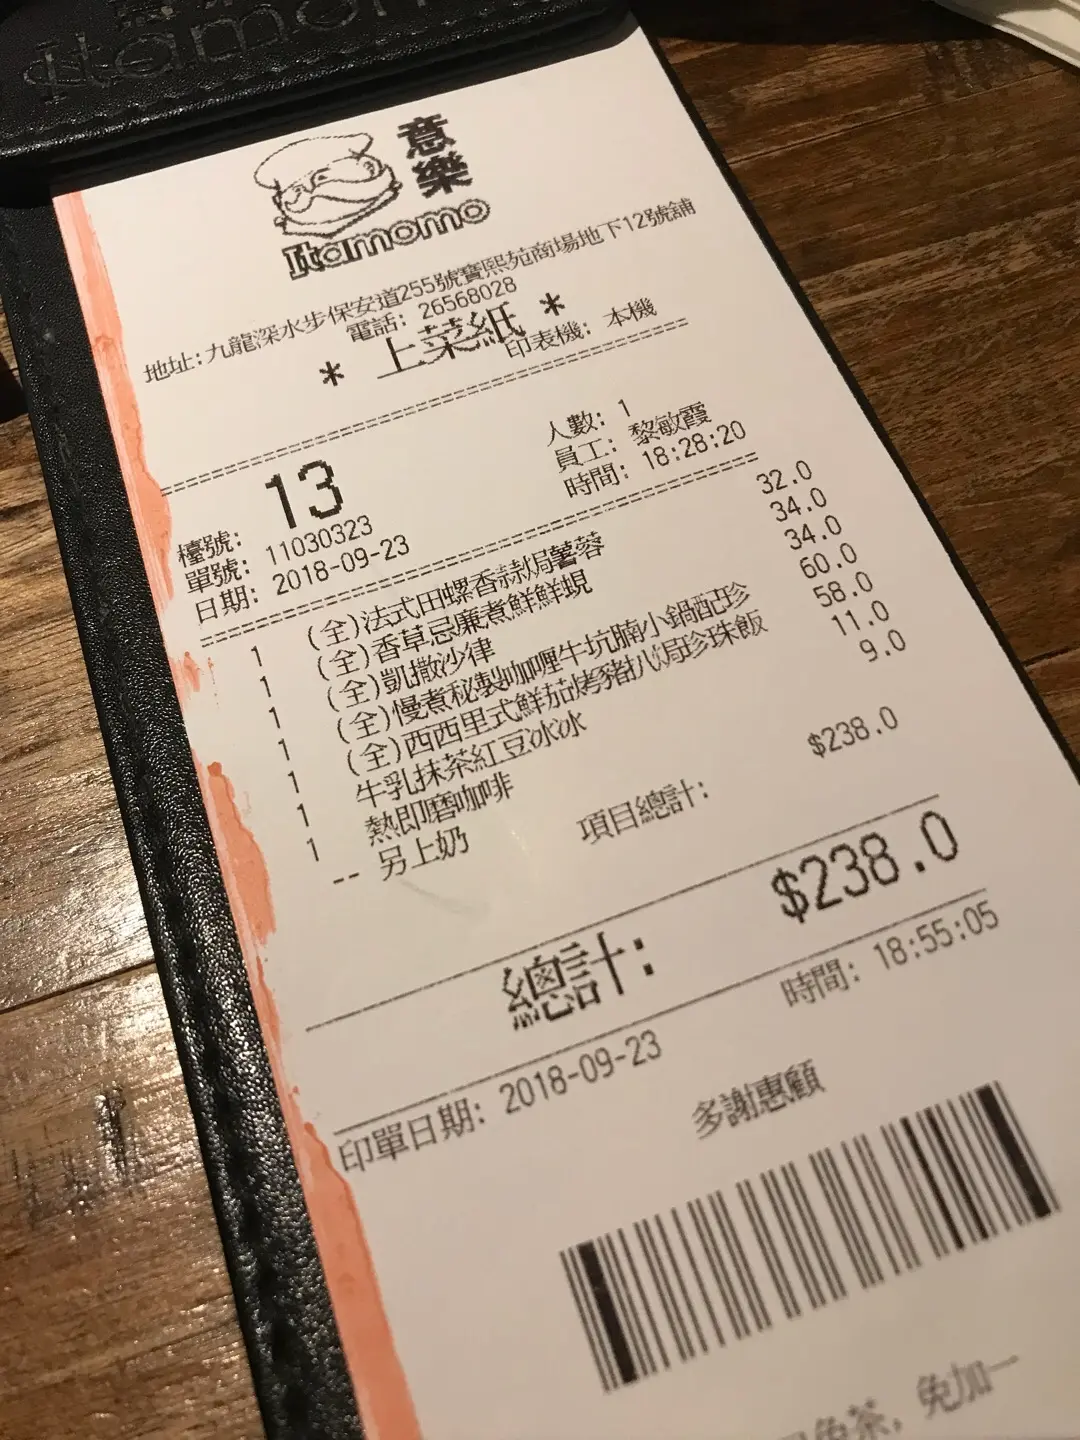 Itamomo
意樂
Itamomo
地址:九龍深水步保安道255號寶熙苑商場地下12號舖
電話: 26568028
* 上菜紙 *
印表機: 本機
人數: 1
檯號: 13 員工: 黎敏霞
單號: 11030323 時間: 18:28:20
日期: 2018-09-23
1 (全)法式田螺香蒜焗薯蓉 32.0
1 (全)香草忌廉煮鮮鮮蜆 34.0
1 (全)凱撒沙律 34.0
1 (全)慢煮秘製咖喱牛坑腩小鍋配珍 60.0
1 (全)西西里式鮮茄烤豬扒焗珍珠飯 58.0
1 牛乳抹茶紅豆冰冰 11.0
1 熱即磨咖啡 9.0
-- 另上奶
項目總計: $238.0
總計: $238.0
印單日期: 2018-09-23 時間: 18:55:05
多謝惠顧
免茶, 免加一